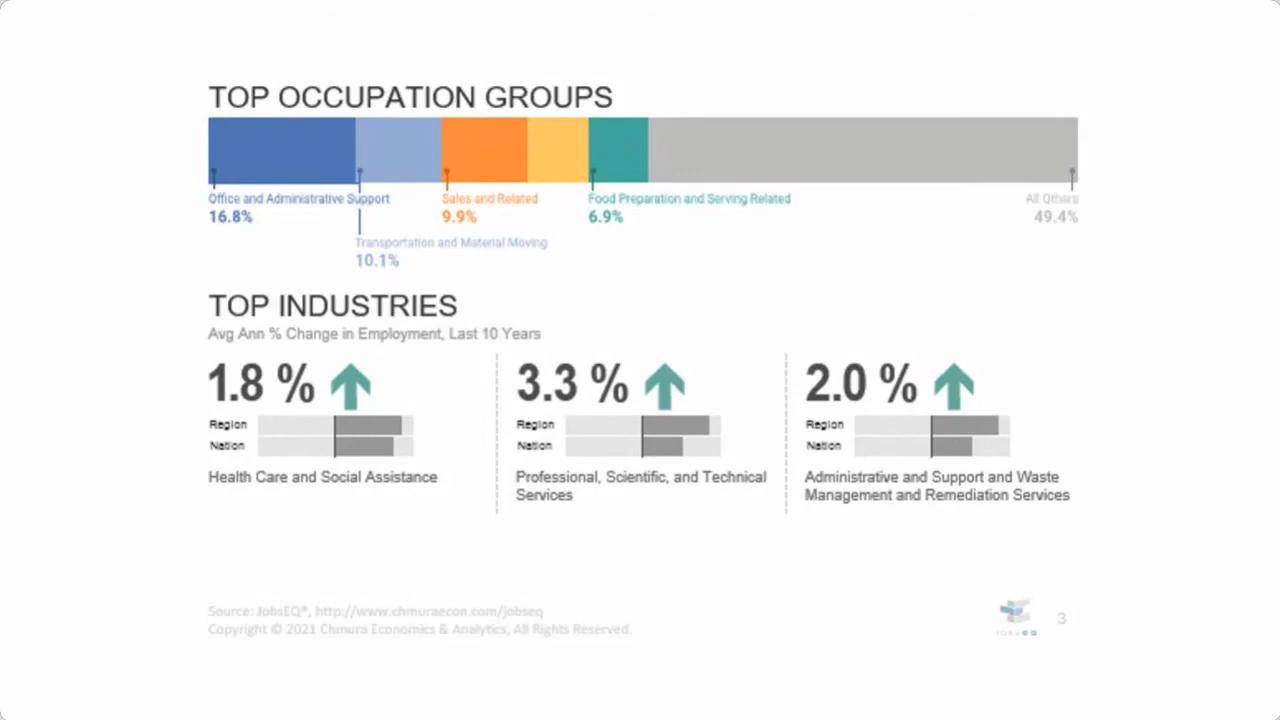 TOP OCCUPATION GROUPS
Office and Administrative Support
16.8%
Transportation and Material Moving
10.1%
Sales and Related
9.9%
Food Preparation and Serving Related
6.9%
All Others
49.4%
TOP INDUSTRIES
Avg Ann % Change in Employment, Last 10 Years
1.8 %
Region
Nation
Health Care and Social Assistance
3.3 %
Region
Nation
Professional, Scientific, and Technical
Services
2.0 %
Region
Nation
Administrative and Support and Waste
Management and Remediation Services
Source: JobsEQ®, http://www.chmuraecon.com/jobseq
Copyright © 2021 Chmura Economics & Analytics, All Rights Reserved.
JOBSEQ
3